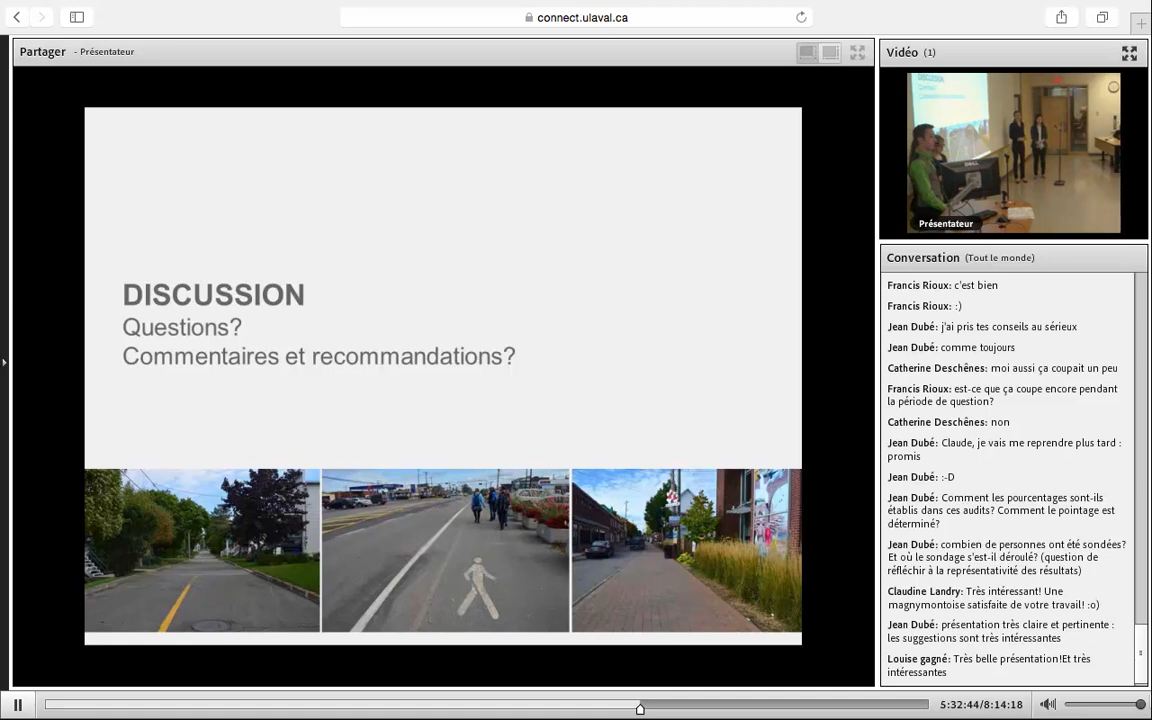 connect.ulaval.ca
Partager - Présentateur
Vidéo (1)
DISCUSSION
Questions?
Commentaires et recommandations?
DELL
Présentateur
Conversation (Tout le monde)
Francis Rioux: c'est bien
Francis Rioux: :)
Jean Dubé: j'ai pris tes conseils au sérieux
Jean Dubé: comme toujours
Catherine Deschênes: moi aussi ça coupait un peu
Francis Rioux: est-ce que ça coupe encore pendant
la période de question?
Catherine Deschênes: non
Jean Dubé: Claude, je vais me reprendre plus tard :
promis
Jean Dubé: :-D
Jean Dubé: Comment les pourcentages sont-ils
établis dans ces audits? Comment le pointage est
déterminé?
Jean Dubé: combien de personnes ont été sondées?
Et où le sondage s'est-il déroulé? (question de
réfléchir à la représentativité des résultats)
Claudine Landry: Très intéressant! Une
magnymontoise satisfaite de votre travail! :o)
Jean Dubé: présentation très claire et pertinente :
les suggestions sont très intéressantes
Louise gagné: Très belle présentation!Et très
intéressantes
5:32:44/8:14:18